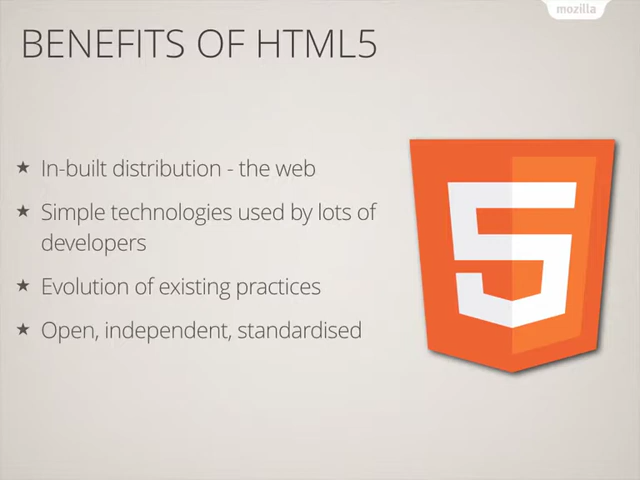 mozilla
BENEFITS OF HTML5
★ In-built distribution - the web
★ Simple technologies used by lots of
developers
★ Evolution of existing practices
★ Open, independent, standardised
5